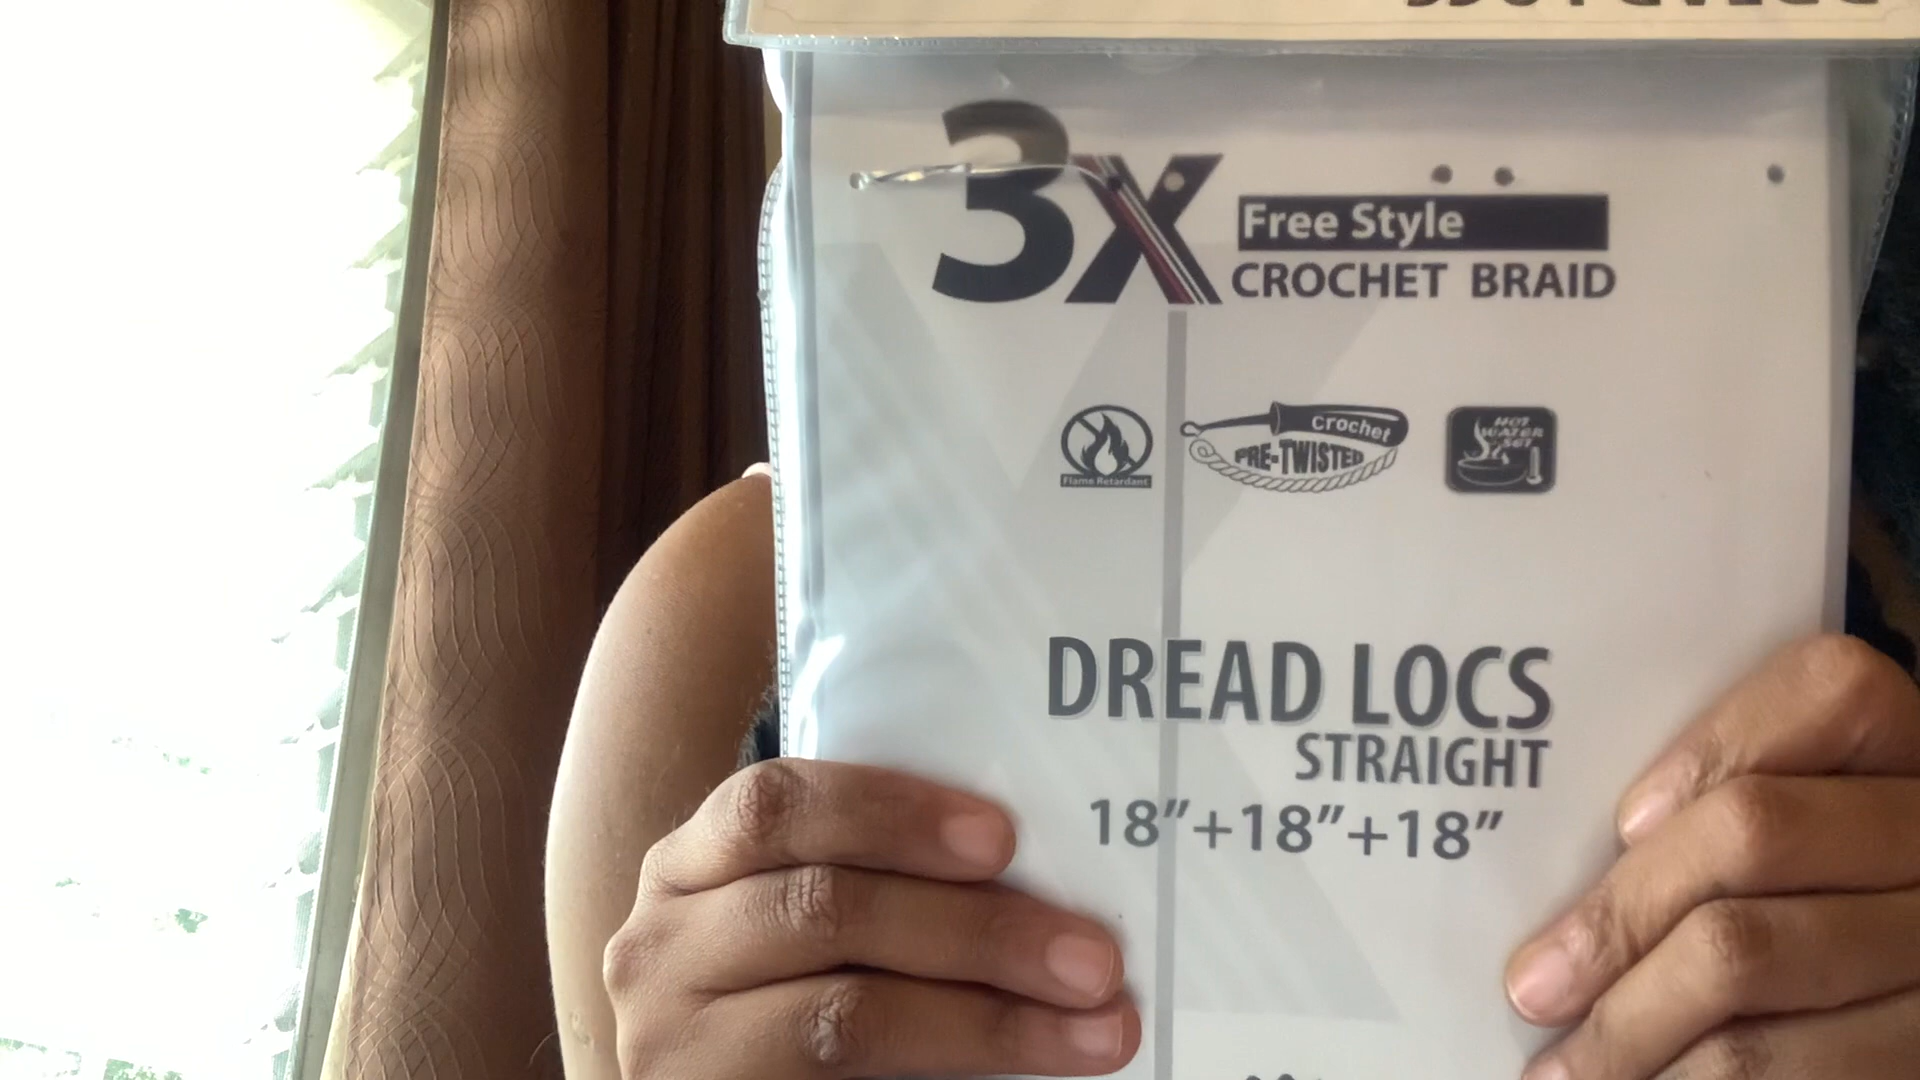 3X
Free Style
CROCHET BRAID
Flame Retardant
crochet
PRE-TWISTED
HOT
WATER
SET
DREAD LOCS
STRAIGHT
18"+18"+18"